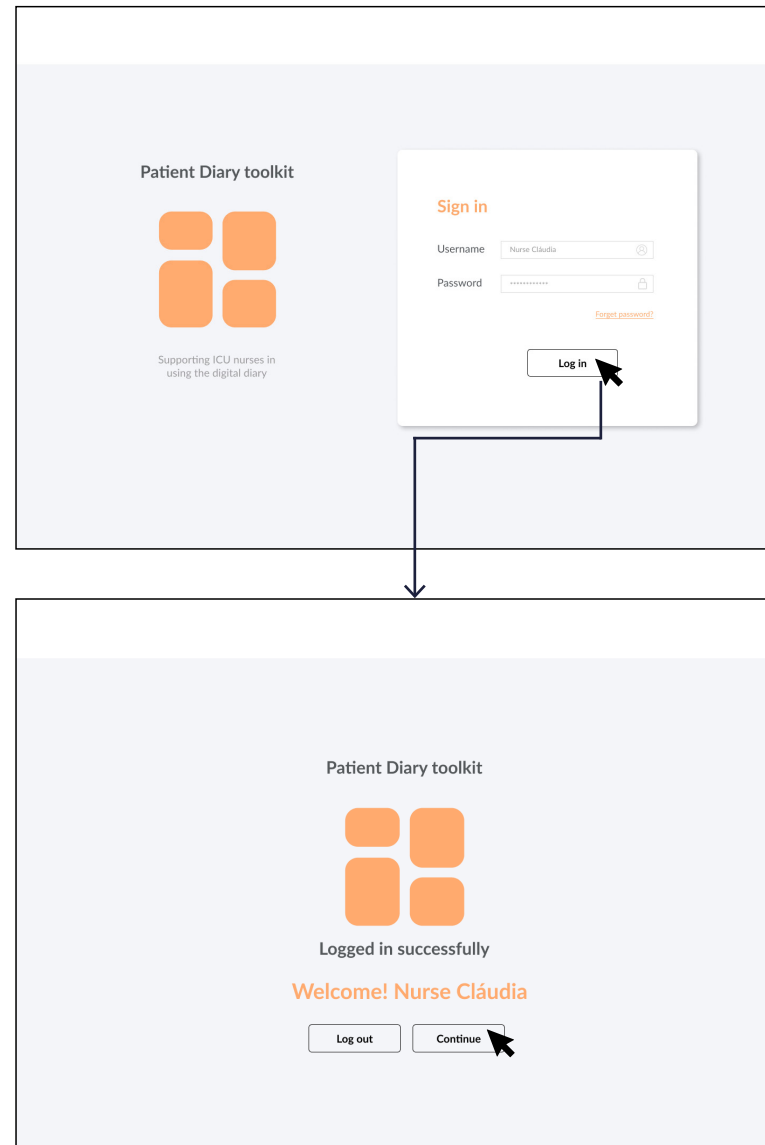 Patient Diary toolkit
Supporting ICU nurses in
using the digital diary
Sign in
Username
Nurse Cláudia
Password
************
Forget password?
Log in
Patient Diary toolkit
Logged in successfully
Welcome! Nurse Cláudia
Log out
Continue